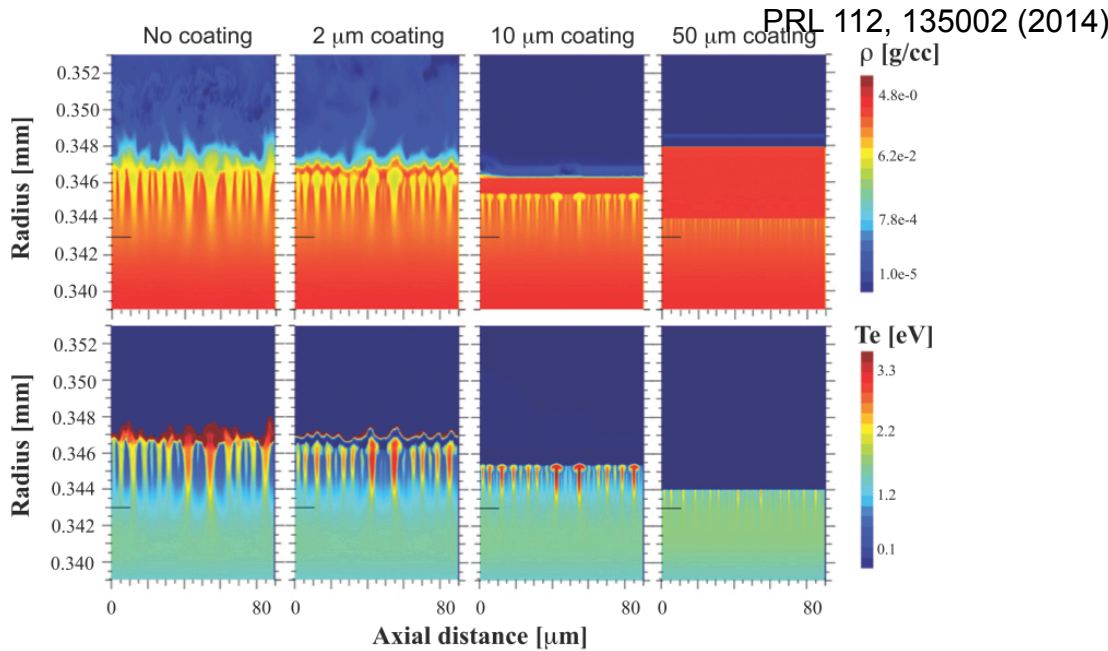 PRL 112, 135002 (2014)
No coating
2 μm coating
10 μm coating
50 μm coating
ρ [g/cc]
4.8e-0
6.2e-2
7.8e-4
1.0e-5
Radius [mm]
0.352
0.350
0.348
0.346
0.344
0.342
0.340
Te [eV]
3.3
2.2
1.2
0.1
Radius [mm]
0.352
0.350
0.348
0.346
0.344
0.342
0.340
0 80 0 80 0 80 0 80
Axial distance [μm]